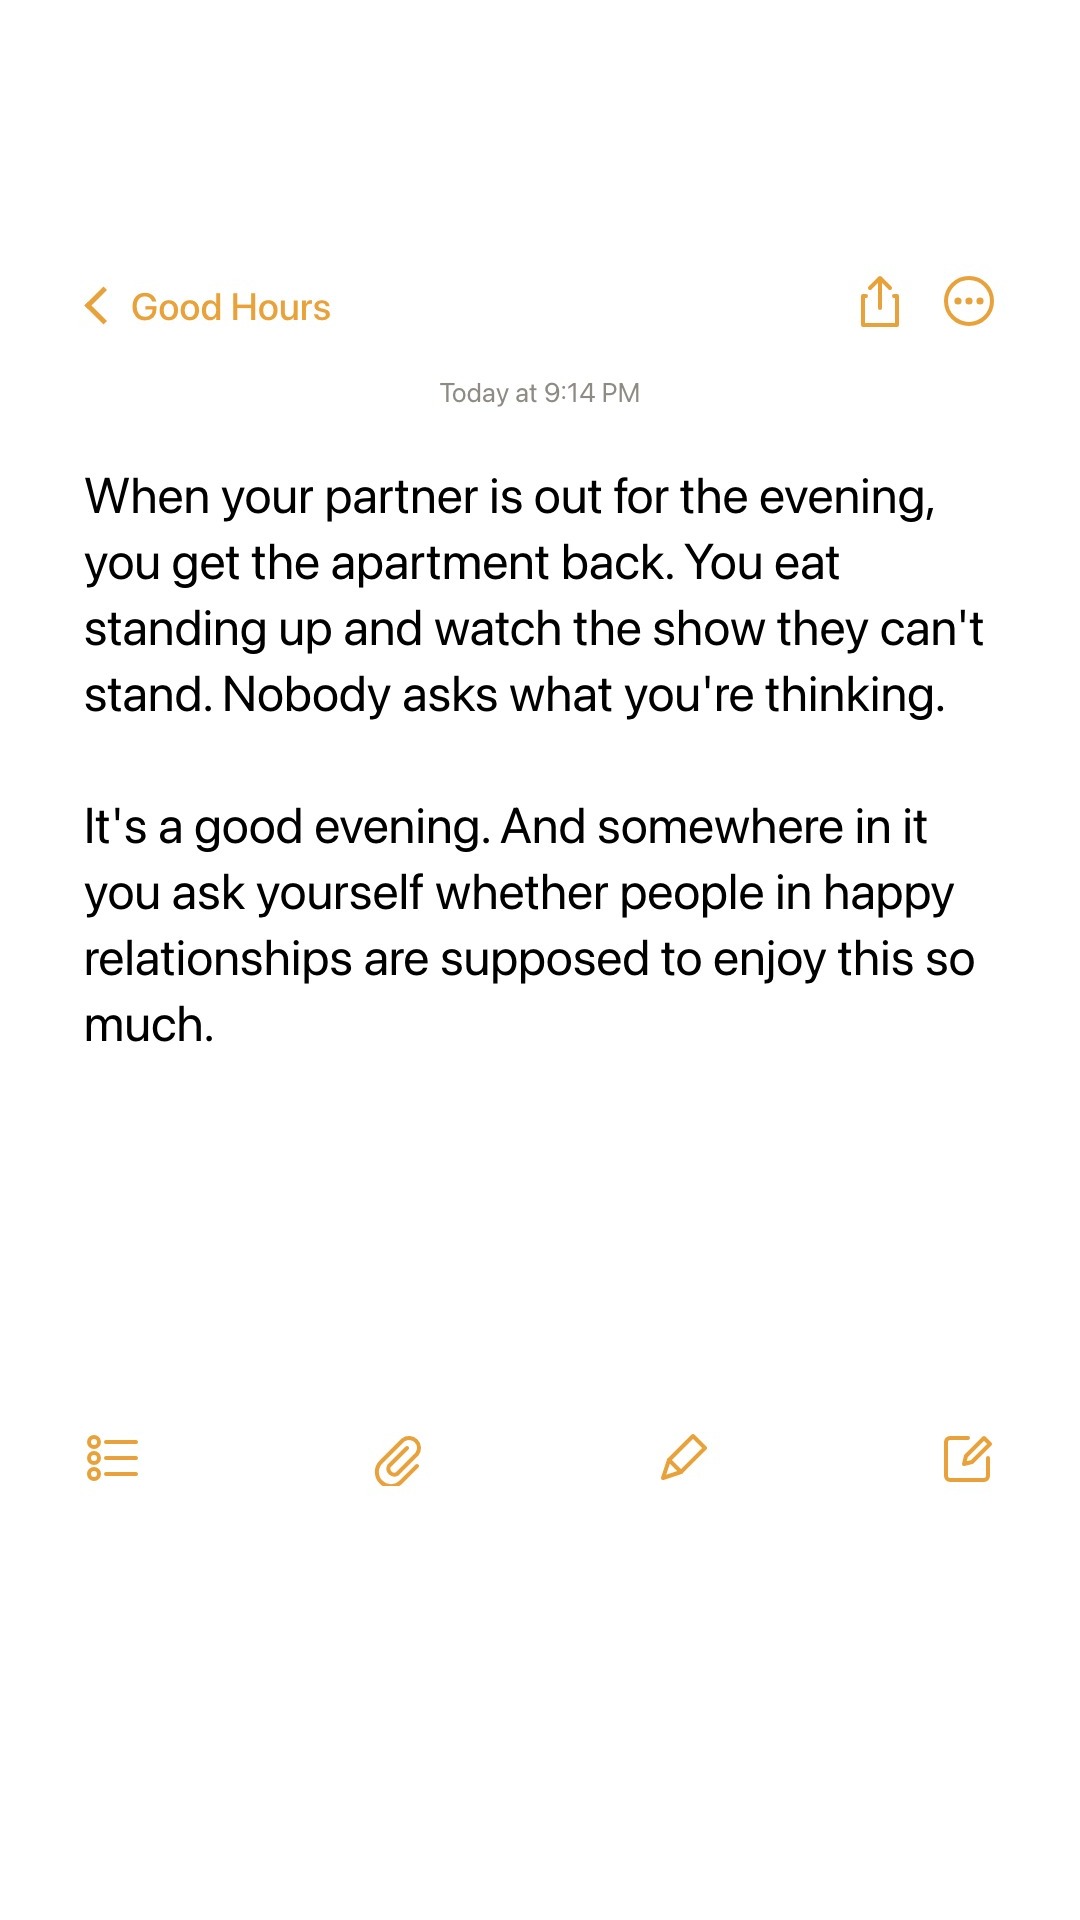 Good Hours
Today at 9:14 PM
When your partner is out for the evening,
you get the apartment back. You eat
standing up and watch the show they can't
stand. Nobody asks what you're thinking.
It's a good evening. And somewhere in it
you ask yourself whether people in happy
relationships are supposed to enjoy this so
much.